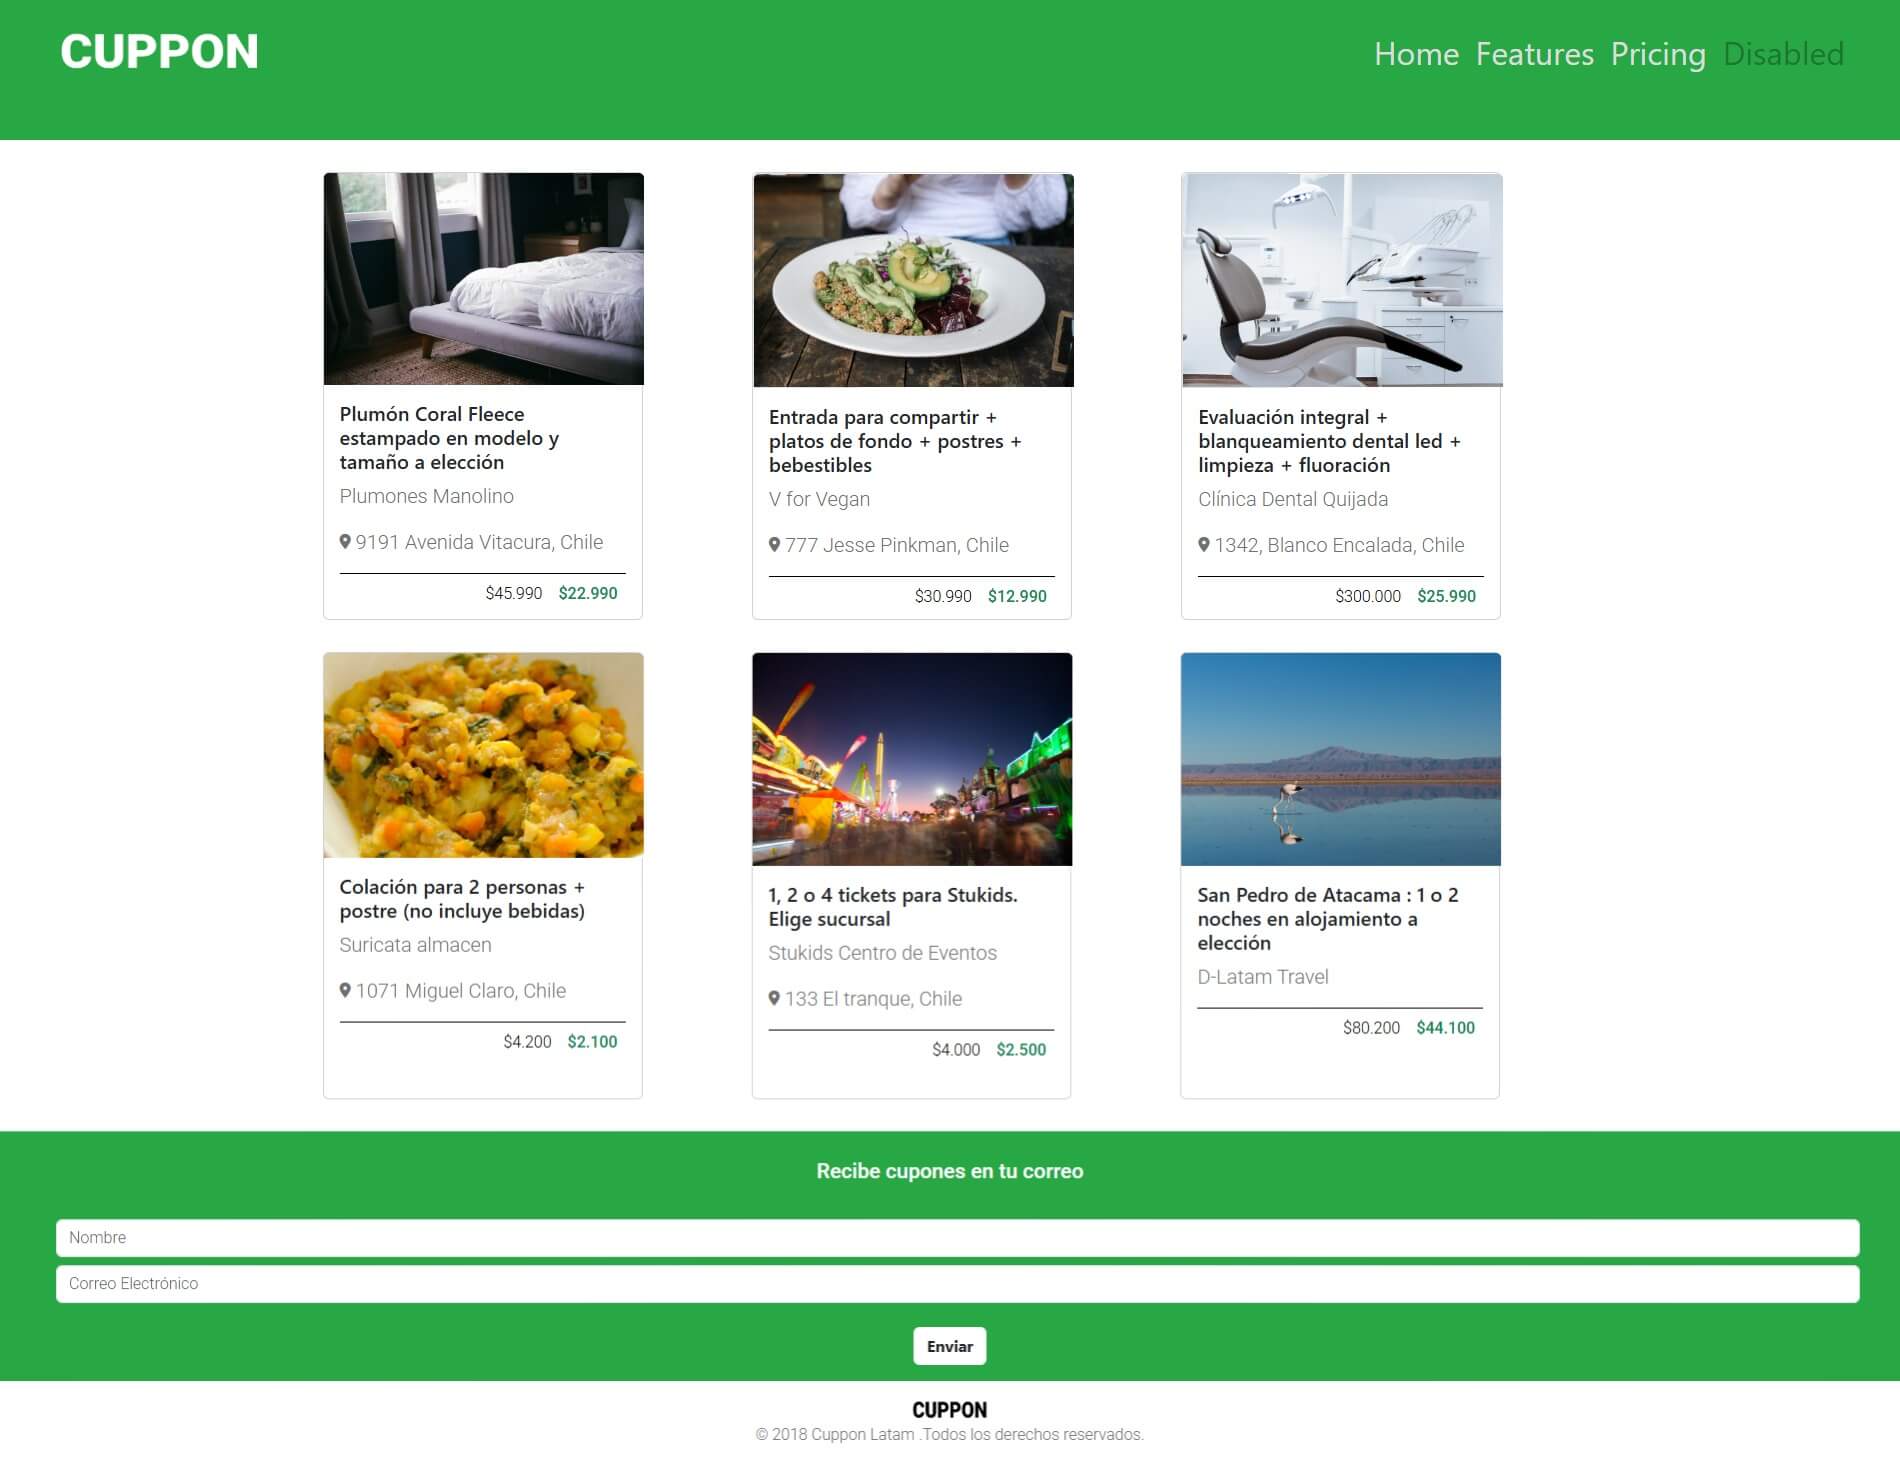 CUPPON
Home Features Pricing Disabled
Plumón Coral Fleece
estampado en modelo y
tamaño a elección
Plumones Manolino
9191 Avenida Vitacura, Chile
$45.990 $22.990
Entrada para compartir +
platos de fondo + postres +
bebestibles
V for Vegan
777 Jesse Pinkman, Chile
$30.990 $12.990
Evaluación integral +
blanqueamiento dental led +
limpieza + fluoración
Clínica Dental Quijada
1342, Blanco Encalada, Chile
$300.000 $25.990
Colación para 2 personas +
postre (no incluye bebidas)
Suricata almacen
1071 Miguel Claro, Chile
$4.200 $2.100
1, 2 o 4 tickets para Stukids.
Elige sucursal
Stukids Centro de Eventos
133 El tranque, Chile
$4.000 $2.500
San Pedro de Atacama : 1 o 2
noches en alojamiento a
elección
D-Latam Travel
$80.200 $44.100
Recibe cupones en tu correo
Nombre
Correo Electrónico
Enviar
CUPPON
© 2018 Cuppon Latam .Todos los derechos reservados.